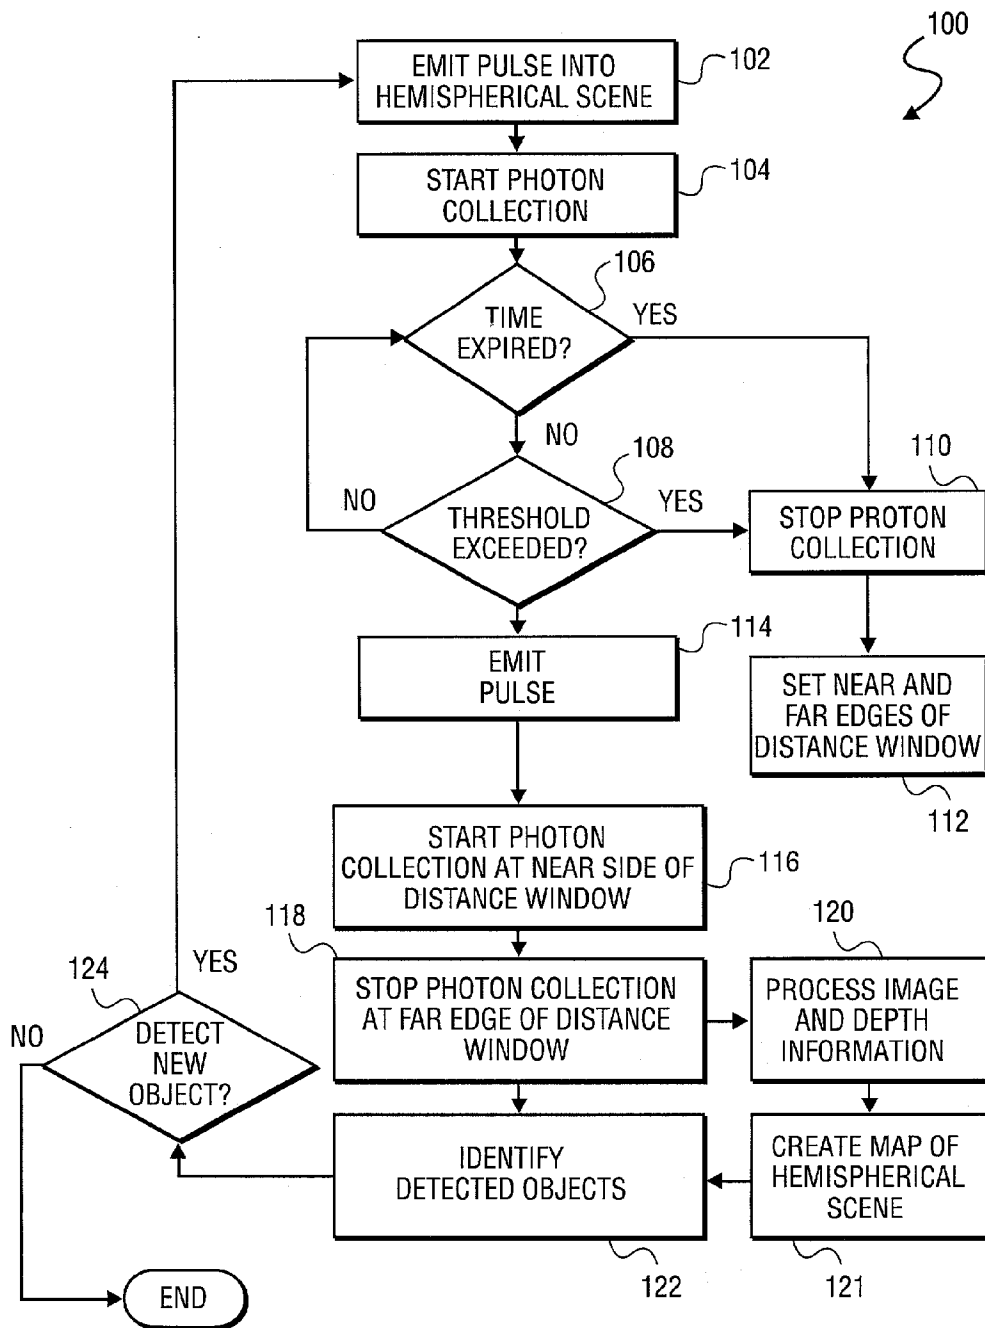 100
EMIT PULSE INTO
HEMISPHERICAL SCENE
102
START PHOTON
COLLECTION
104
106
TIME
EXPIRED?
YES
NO
108
THRESHOLD
EXCEEDED?
NO
YES
110
STOP PROTON
COLLECTION
114
EMIT
PULSE
SET NEAR AND
FAR EDGES OF
DISTANCE WINDOW
112
START PHOTON
COLLECTION AT NEAR SIDE OF
DISTANCE WINDOW
116
118
STOP PHOTON COLLECTION
AT FAR EDGE OF DISTANCE
WINDOW
120
PROCESS IMAGE
AND DEPTH
INFORMATION
CREATE MAP OF
HEMISPHERICAL
SCENE
121
IDENTIFY
DETECTED OBJECTS
122
124
YES
NO
DETECT
NEW
OBJECT?
END